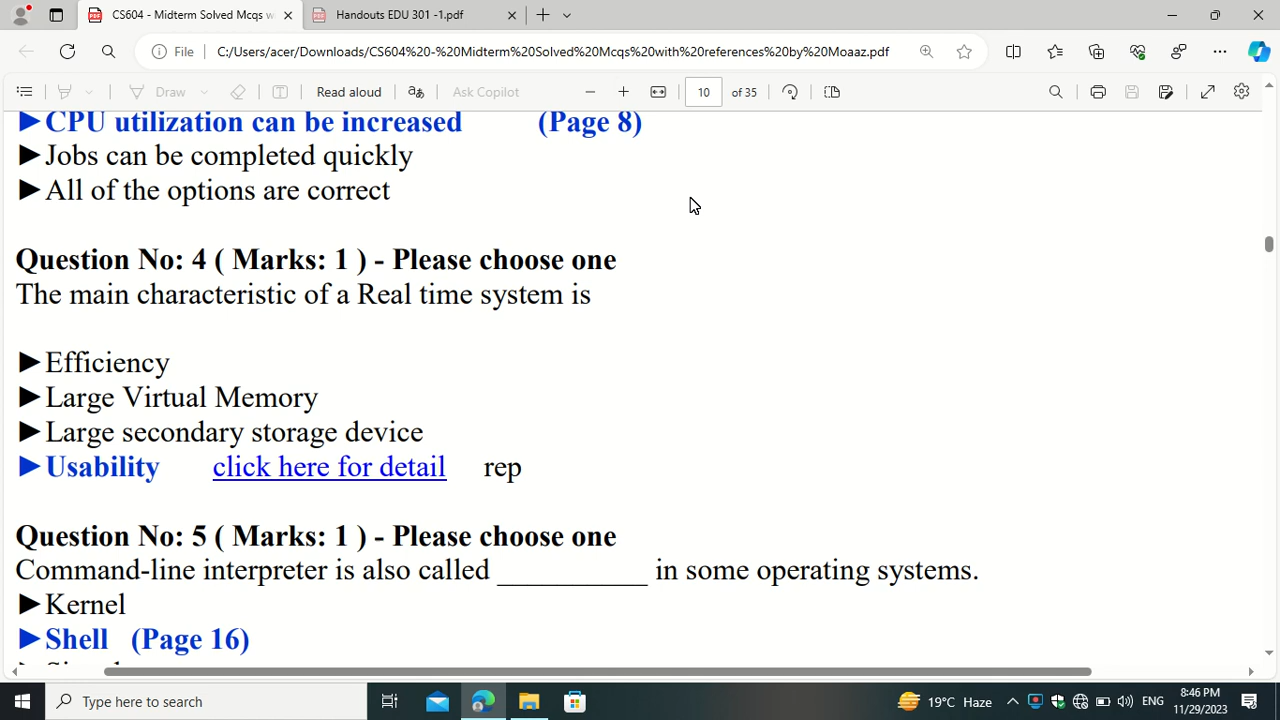 CS604 - Midterm Solved Mcqs w
Handouts EDU 301 -1.pdf
File
C:/Users/acer/Downloads/CS604%20-%20Midterm%20Solved%20Mcqs%20with%20references%20by%20Moaaz.pdf
Draw
Read aloud
Ask Copilot
10 of 35
►CPU utilization can be increased (Page 8)
►Jobs can be completed quickly
►All of the options are correct
Question No: 4 ( Marks: 1 ) - Please choose one
The main characteristic of a Real time system is
►Efficiency
►Large Virtual Memory
►Large secondary storage device
►Usability click here for detail rep
Question No: 5 ( Marks: 1 ) - Please choose one
Command-line interpreter is also called __________ in some operating systems.
►Kernel
►Shell (Page 16)
Type here to search
19°C Haze
ENG
8:46 PM
11/29/2023